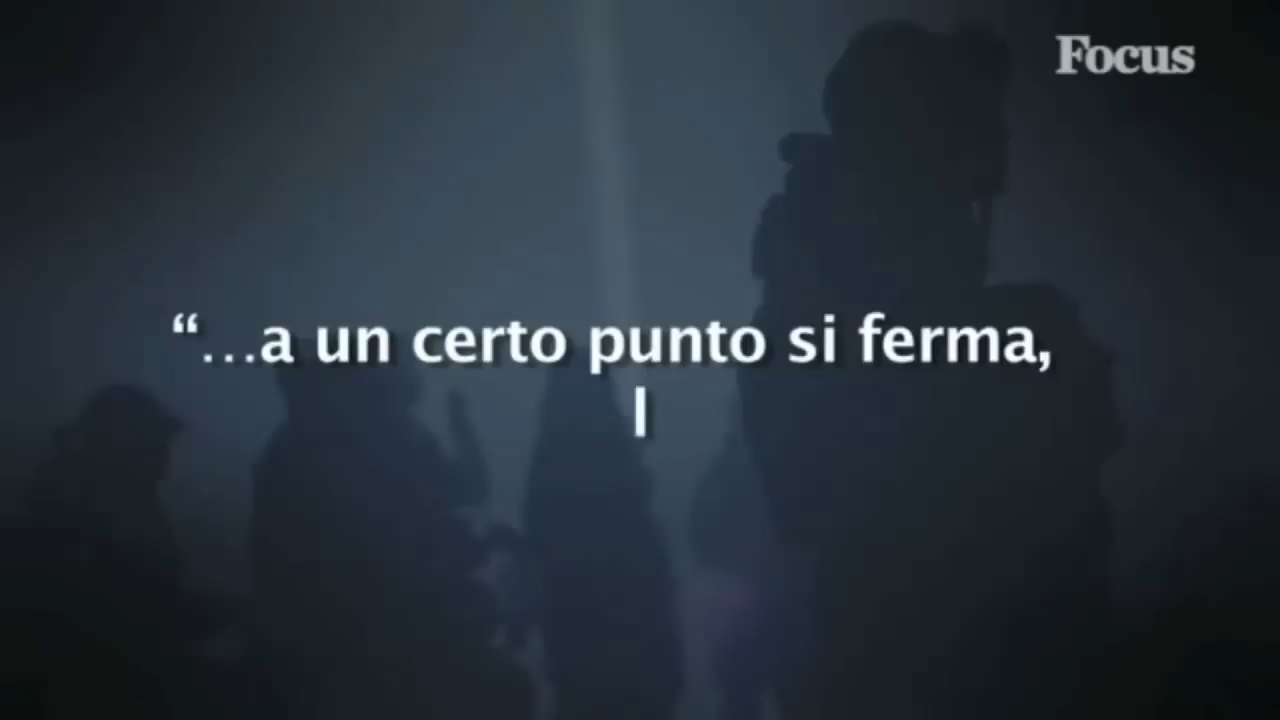 Focus
“…a un certo punto si ferma,
l